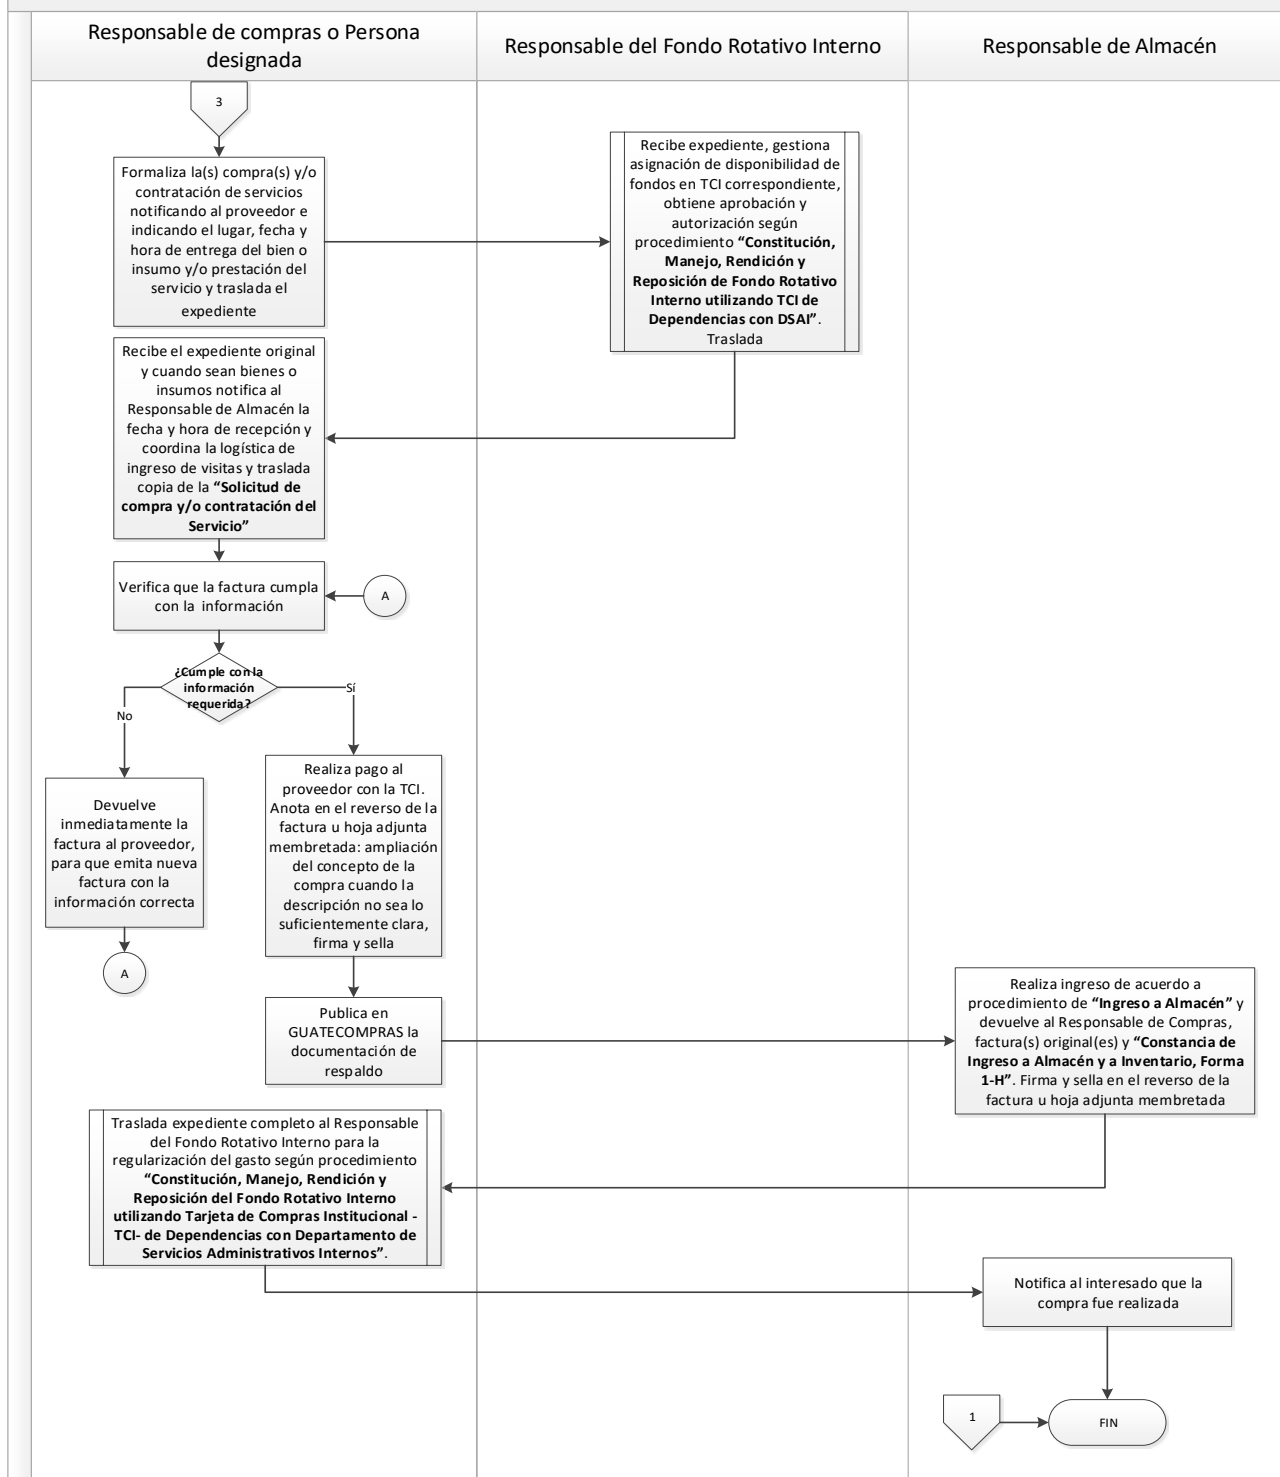 Responsable de compras o Persona
designada
Responsable del Fondo Rotativo Interno
Responsable de Almacén
3
Formaliza la(s) compra(s) y/o
contratación de servicios
notificando al proveedor e
indicando el lugar, fecha y
hora de entrega del bien o
insumo y/o prestación del
servicio y traslada el
expediente
Recibe expediente, gestiona
asignación de disponibilidad de
fondos en TCI correspondiente,
obtiene aprobación y
autorización según
procedimiento “Constitución,
Manejo, Rendición y
Reposición de Fondo Rotativo
Interno utilizando TCI de
Dependencias con DSAI”.
Traslada
Recibe el expediente original
y cuando sean bienes o
insumos notifica al
Responsable de Almacén la
fecha y hora de recepción y
coordina la logística de
ingreso de visitas y traslada
copia de la “Solicitud de
compra y/o contratación del
Servicio”
Verifica que la factura cumpla
con la información
A
¿Cumple con la
información
requerida?
No
Sí
Devuelve
inmediatamente la
factura al proveedor,
para que emita nueva
factura con la
información correcta
A
Realiza pago al
proveedor con la TCI.
Anota en el reverso de la
factura u hoja adjunta
membretada: ampliación
del concepto de la
compra cuando la
descripción no sea lo
suficientemente clara,
firma y sella
Publica en
GUATECOMPRAS la
documentación de
respaldo
Realiza ingreso de acuerdo a
procedimiento de “Ingreso a Almacén” y
devuelve al Responsable de Compras,
factura(s) original(es) y “Constancia de
Ingreso a Almacén y a Inventario, Forma
1-H”. Firma y sella en el reverso de la
factura u hoja adjunta membretada
Traslada expediente completo al Responsable
del Fondo Rotativo Interno para la
regularización del gasto según procedimiento
“Constitución, Manejo, Rendición y
Reposición del Fondo Rotativo Interno
utilizando Tarjeta de Compras Institucional -
TCI- de Dependencias con Departamento de
Servicios Administrativos Internos”.
Notifica al interesado que la
compra fue realizada
1
FIN